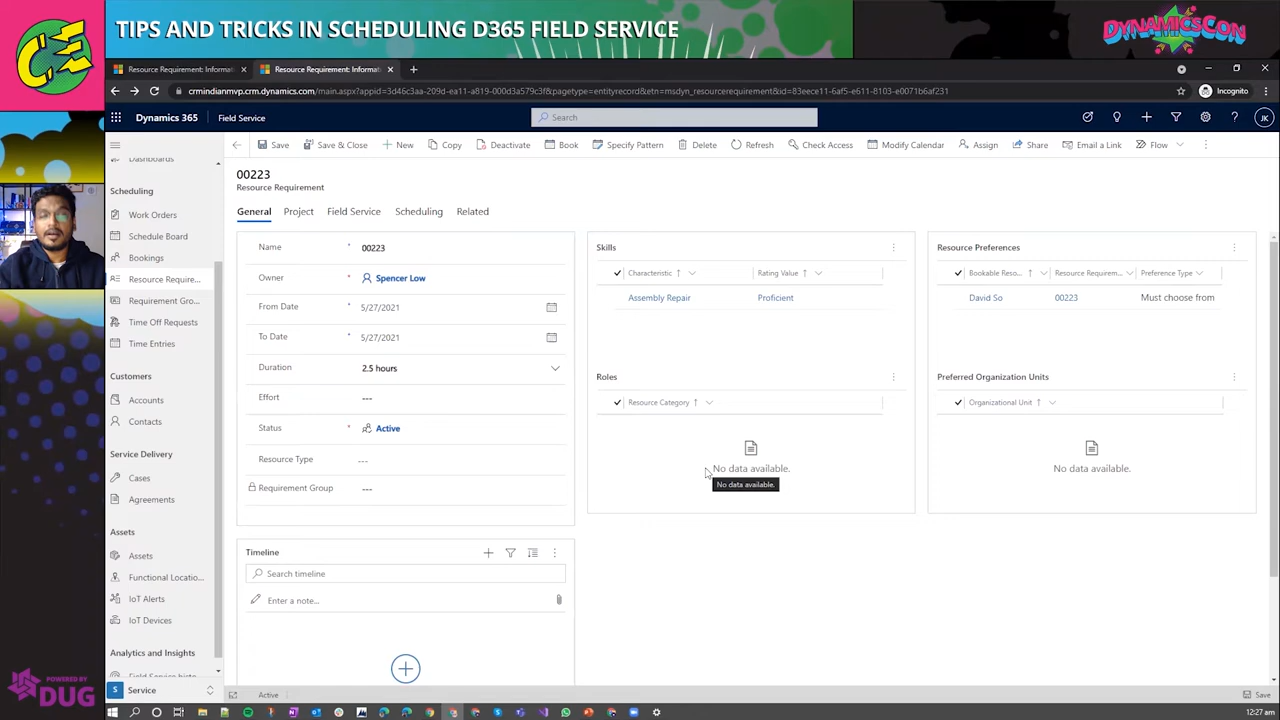 TIPS AND TRICKS IN SCHEDULING D365 FIELD SERVICE
CE
DYNAMICSCON
Resource Requirement: Informati
Resource Requirement: Informati
crmindianmvp.crm.dynamics.com/main.aspx?appid=3d46c3aa-209d-ea11-a819-000d3a579c3f&pagetype=entityrecord&etn=msdyn_resourcerequirement&id=83eece11-6af5-e611-8103-e0071b6af231
Incognito
Dynamics 365
Field Service
Search
JK
Save
Save & Close
New
Copy
Deactivate
Book
Specify Pattern
Delete
Refresh
Check Access
Modify Calendar
Assign
Share
Email a Link
Flow
Dashboards
Scheduling
Work Orders
Schedule Board
Bookings
Resource Require...
Requirement Gro...
Time Off Requests
Time Entries
Customers
Accounts
Contacts
Service Delivery
Cases
Agreements
Assets
Assets
Functional Locatio...
IoT Alerts
IoT Devices
Analytics and Insights
S Service
00223
Resource Requirement
General Project Field Service Scheduling Related
Name * 00223
Owner * Spencer Low
From Date * 5/27/2021
To Date * 5/27/2021
Duration * 2.5 hours
Effort ---
Status * Active
Resource Type ---
Requirement Group ---
Timeline
Search timeline
Enter a note...
Skills
Characteristic Rating Value
Assembly Repair Proficient
Roles
Resource Category
No data available.
No data available.
Resource Preferences
Bookable Reso... Resource Requirem... Preference Type
David So 00223 Must choose from
Preferred Organization Units
Organizational Unit
No data available.
Active
Save
POWERED BY
DUG
12:27 am